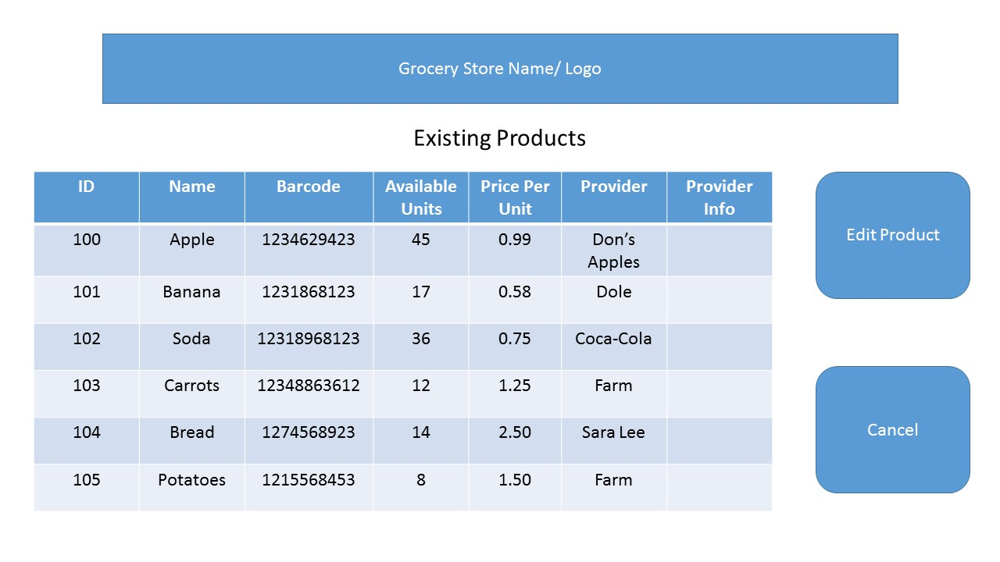 Grocery Store Name/ Logo
Existing Products
ID Name Barcode Available Units Price Per Unit Provider Provider Info
100 Apple 1234629423 45 0.99 Don’s Apples
101 Banana 1231868123 17 0.58 Dole
102 Soda 12318968123 36 0.75 Coca-Cola
103 Carrots 12348863612 12 1.25 Farm
104 Bread 1274568923 14 2.50 Sara Lee
105 Potatoes 1215568453 8 1.50 Farm
Edit Product
Cancel